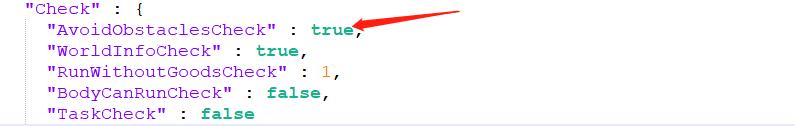 "Check" : {
"AvoidObstaclesCheck" : true,
"WorldInfoCheck" : true,
"RunWithoutGoodsCheck" : 1,
"BodyCanRunCheck" : false,
"TaskCheck" : false